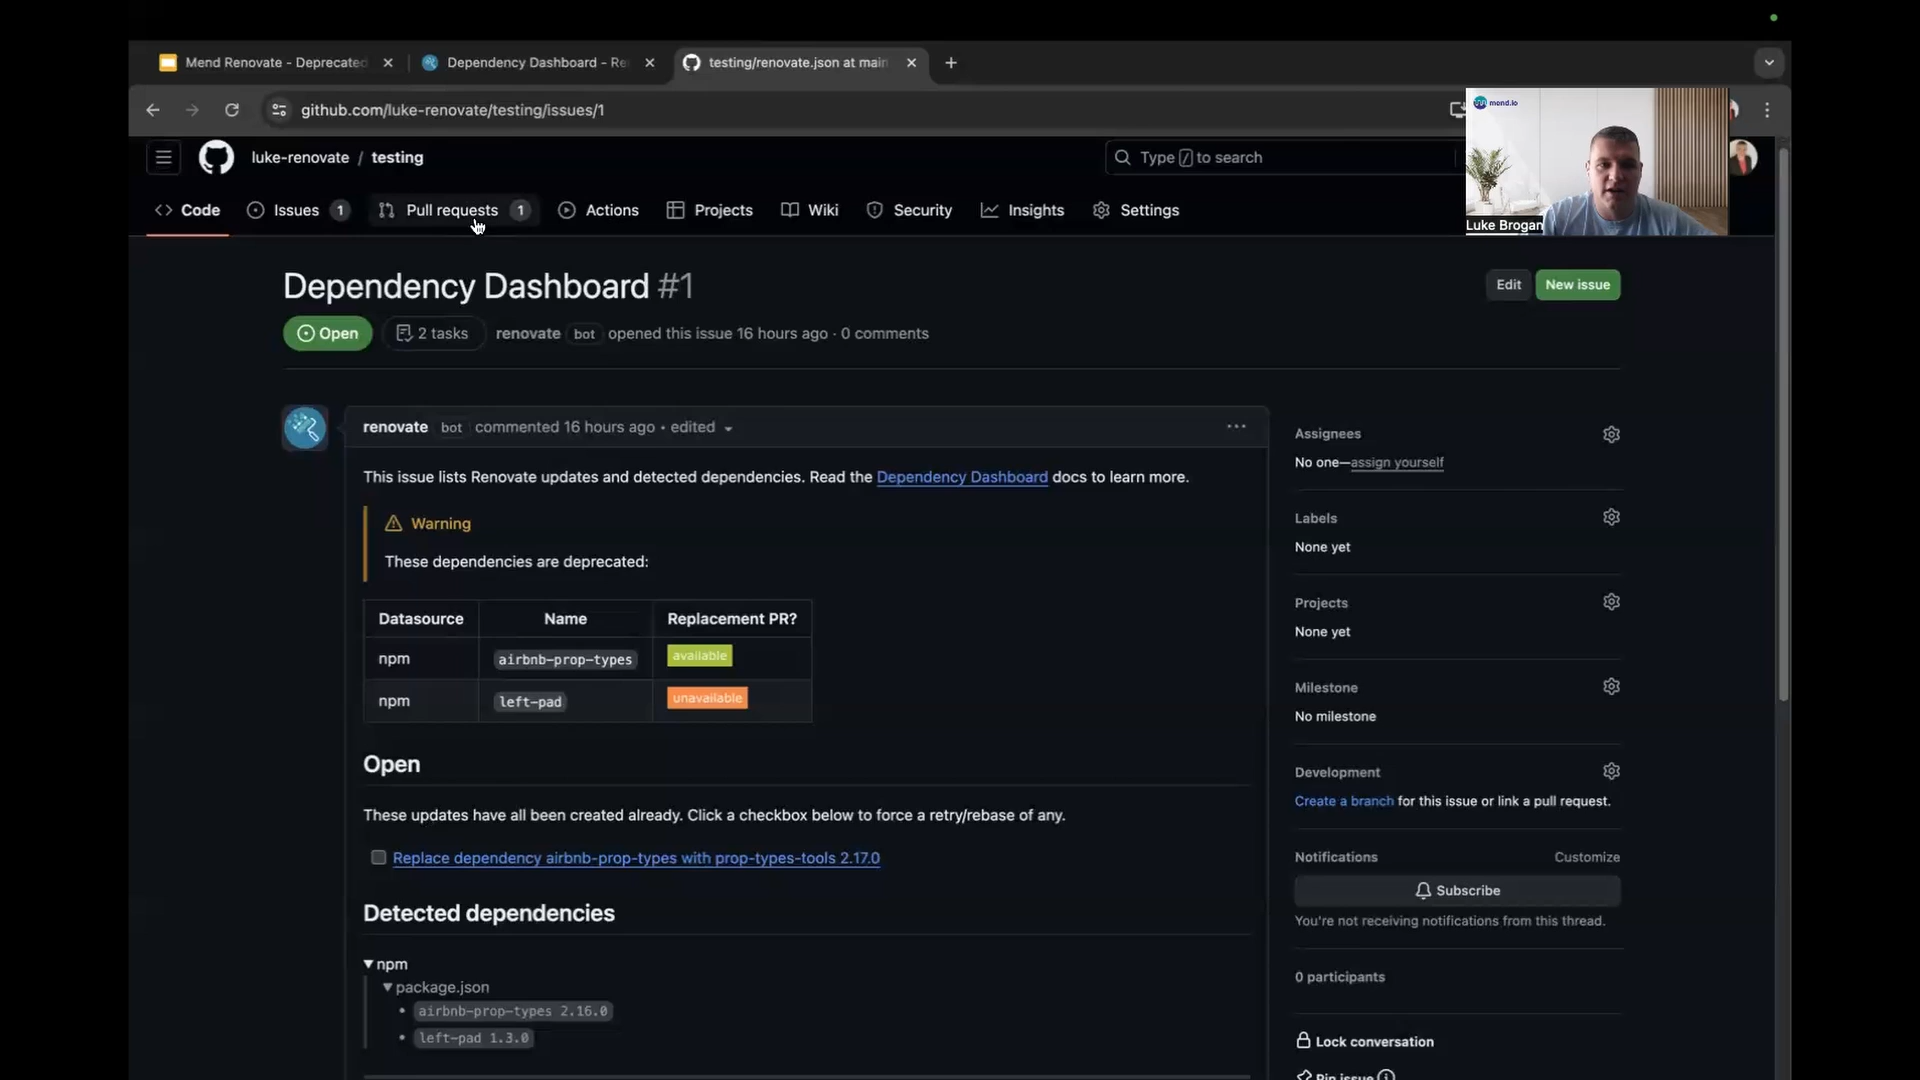 Mend Renovate - Deprecated
Dependency Dashboard - Re
testing/renovate.json at main
github.com/luke-renovate/testing/issues/1
mend.io
Luke Brogan
luke-renovate / testing
Type / to search
Code
Issues 1
Pull requests 1
Actions
Projects
Wiki
Security
Insights
Settings
Dependency Dashboard #1
Edit
New issue
Open
2 tasks
renovate bot opened this issue 16 hours ago · 0 comments
renovate bot commented 16 hours ago • edited
This issue lists Renovate updates and detected dependencies. Read the Dependency Dashboard docs to learn more.
Warning
These dependencies are deprecated:
Datasource Name Replacement PR?
npm airbnb-prop-types available
npm left-pad unavailable
Open
These updates have all been created already. Click a checkbox below to force a retry/rebase of any.
Replace dependency airbnb-prop-types with prop-types-tools 2.17.0
Detected dependencies
npm
package.json
airbnb-prop-types 2.16.0
left-pad 1.3.0
Assignees
No one—assign yourself
Labels
None yet
Projects
None yet
Milestone
No milestone
Development
Create a branch for this issue or link a pull request.
Notifications
Customize
Subscribe
You're not receiving notifications from this thread.
0 participants
Lock conversation
Pin issue